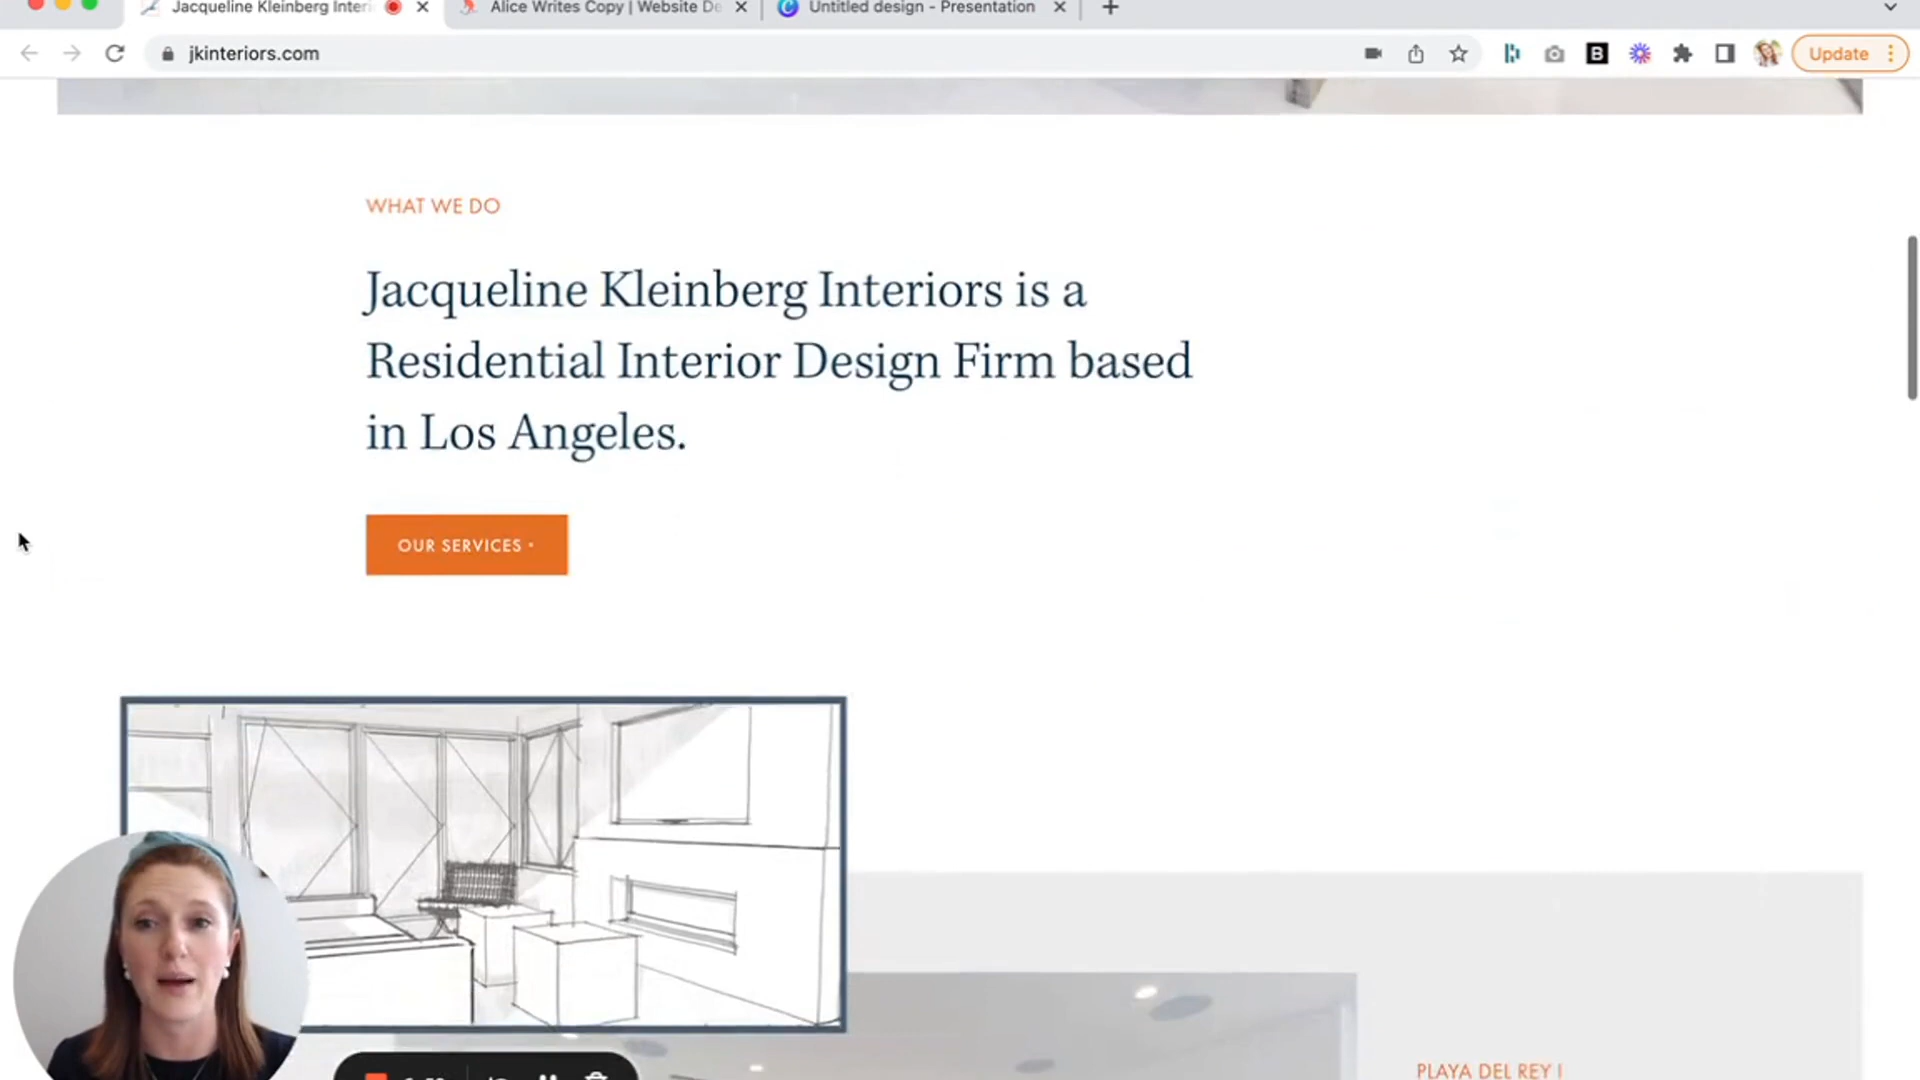 Jacqueline Kleinberg Interi
Alice Writes Copy | Website De
Untitled design - Presentation
jkinteriors.com
Update
WHAT WE DO
Jacqueline Kleinberg Interiors is a
Residential Interior Design Firm based
in Los Angeles.
OUR SERVICES
PLAYA DEL REY I